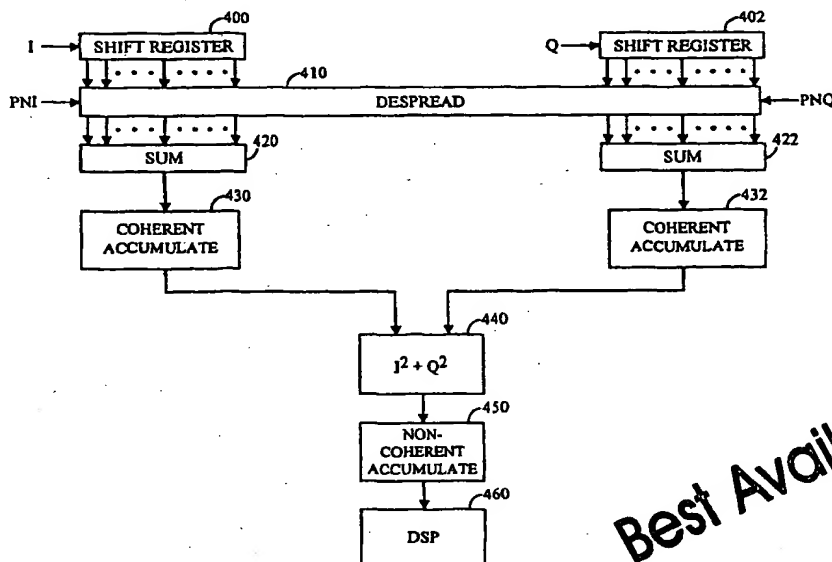 400
402
I
SHIFT REGISTER
Q
SHIFT REGISTER
410
PNI
DESPREAD
PNQ
SUM
420
SUM
422
430
432
COHERENT
ACCUMULATE
COHERENT
ACCUMULATE
440
I² + Q²
450
NON-
COHERENT
ACCUMULATE
460
DSP
Best Avail